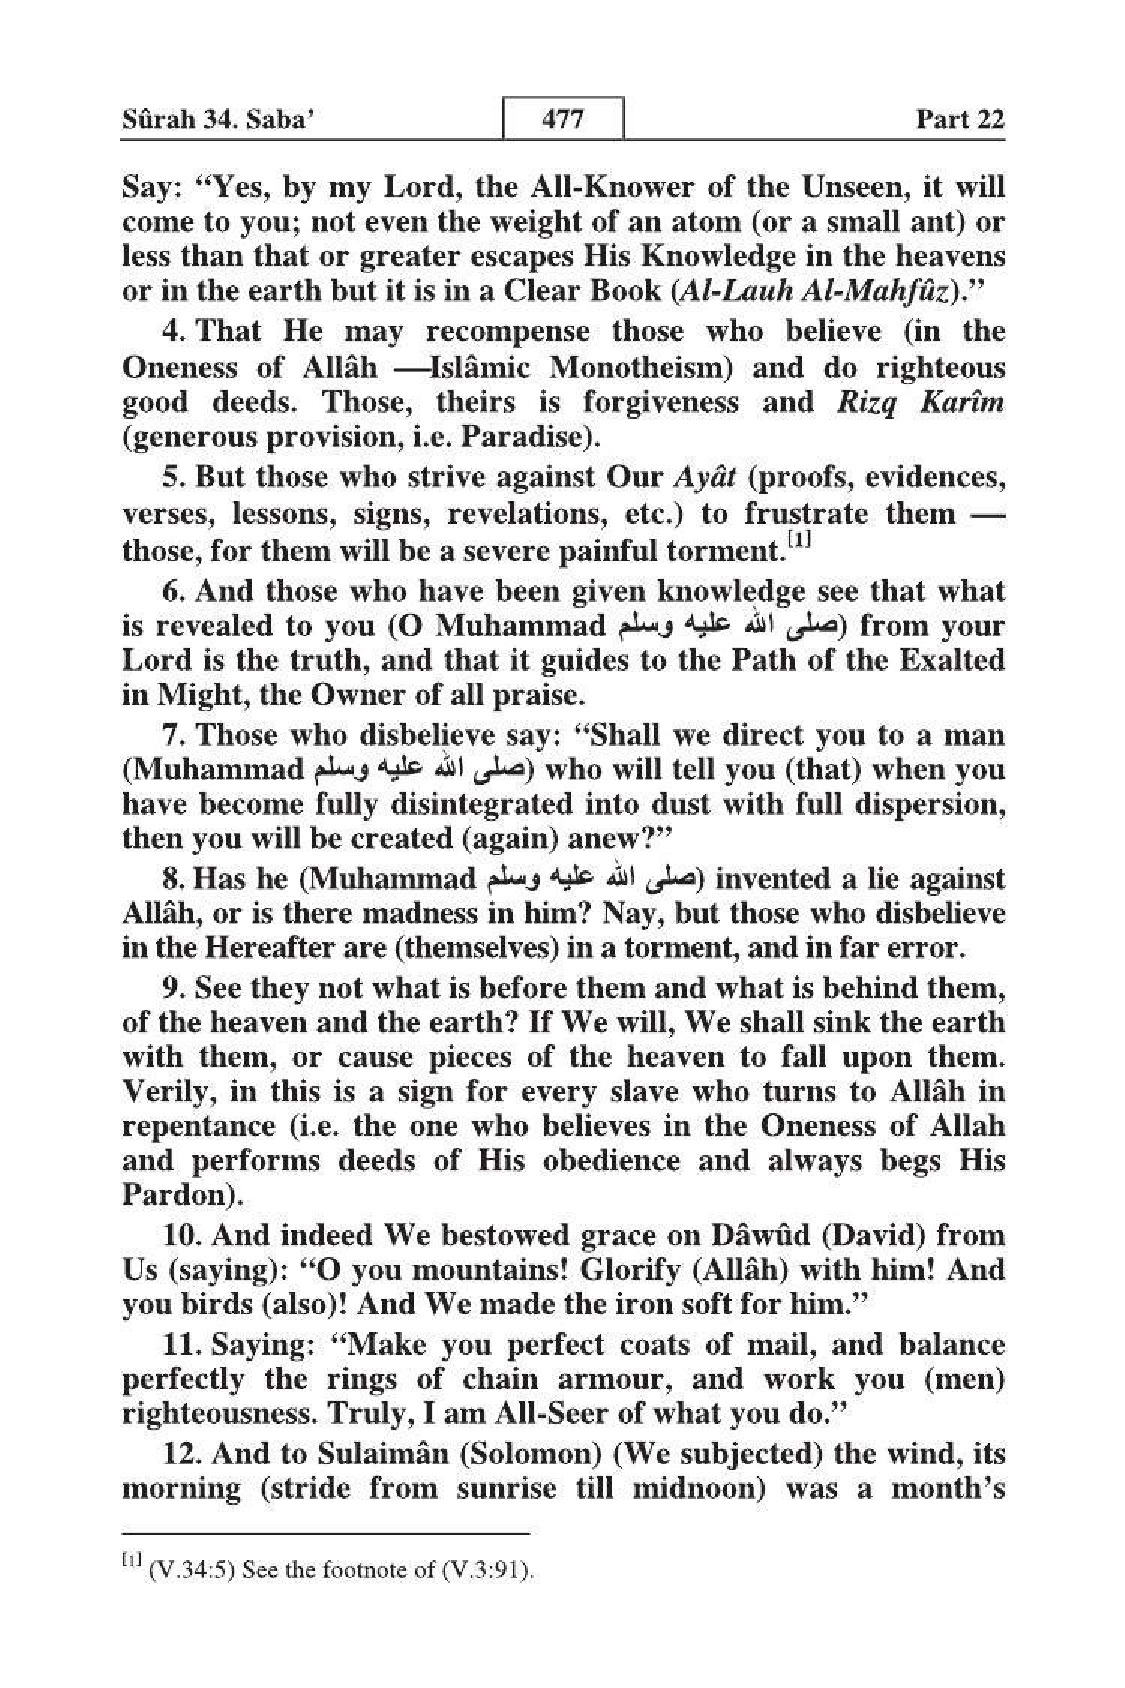 Sûrah 34. Saba’ 477 Part 22
Say: “Yes, by my Lord, the All-Knower of the Unseen, it will
come to you; not even the weight of an atom (or a small ant) or
less than that or greater escapes His Knowledge in the heavens
or in the earth but it is in a Clear Book (Al-Lauh Al-Mahfûz).”
4. That He may recompense those who believe (in the
Oneness of Allâh —Islâmic Monotheism) and do righteous
good deeds. Those, theirs is forgiveness and Rizq Karîm
(generous provision, i.e. Paradise).
5. But those who strive against Our Ayât (proofs, evidences,
verses, lessons, signs, revelations, etc.) to frustrate them —
those, for them will be a severe painful torment.[1]
6. And those who have been given knowledge see that what
is revealed to you (O Muhammad صلى الله عليه وسلم) from your
Lord is the truth, and that it guides to the Path of the Exalted
in Might, the Owner of all praise.
7. Those who disbelieve say: “Shall we direct you to a man
(Muhammad صلى الله عليه وسلم) who will tell you (that) when you
have become fully disintegrated into dust with full dispersion,
then you will be created (again) anew?”
8. Has he (Muhammad صلى الله عليه وسلم) invented a lie against
Allâh, or is there madness in him? Nay, but those who disbelieve
in the Hereafter are (themselves) in a torment, and in far error.
9. See they not what is before them and what is behind them,
of the heaven and the earth? If We will, We shall sink the earth
with them, or cause pieces of the heaven to fall upon them.
Verily, in this is a sign for every slave who turns to Allâh in
repentance (i.e. the one who believes in the Oneness of Allah
and performs deeds of His obedience and always begs His
Pardon).
10. And indeed We bestowed grace on Dâwûd (David) from
Us (saying): “O you mountains! Glorify (Allâh) with him! And
you birds (also)! And We made the iron soft for him.”
11. Saying: “Make you perfect coats of mail, and balance
perfectly the rings of chain armour, and work you (men)
righteousness. Truly, I am All-Seer of what you do.”
12. And to Sulaimân (Solomon) (We subjected) the wind, its
morning (stride from sunrise till midnoon) was a month’s
[1] (V.34:5) See the footnote of (V.3:91).